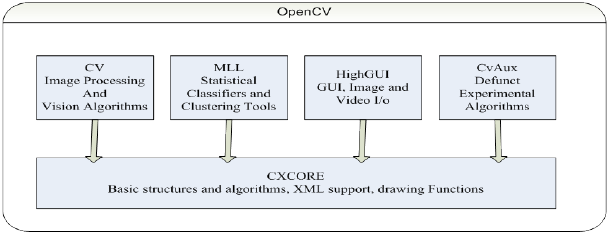 OpenCV
CV
Image Processing
And
Vision Algorithms
MLL
Statistical
Classifiers and
Clustering Tools
HighGUI
GUI, Image and
Video I/o
CvAux
Defunct
Experimental
Algorithms
CXCORE
Basic structures and algorithms, XML support, drawing Functions